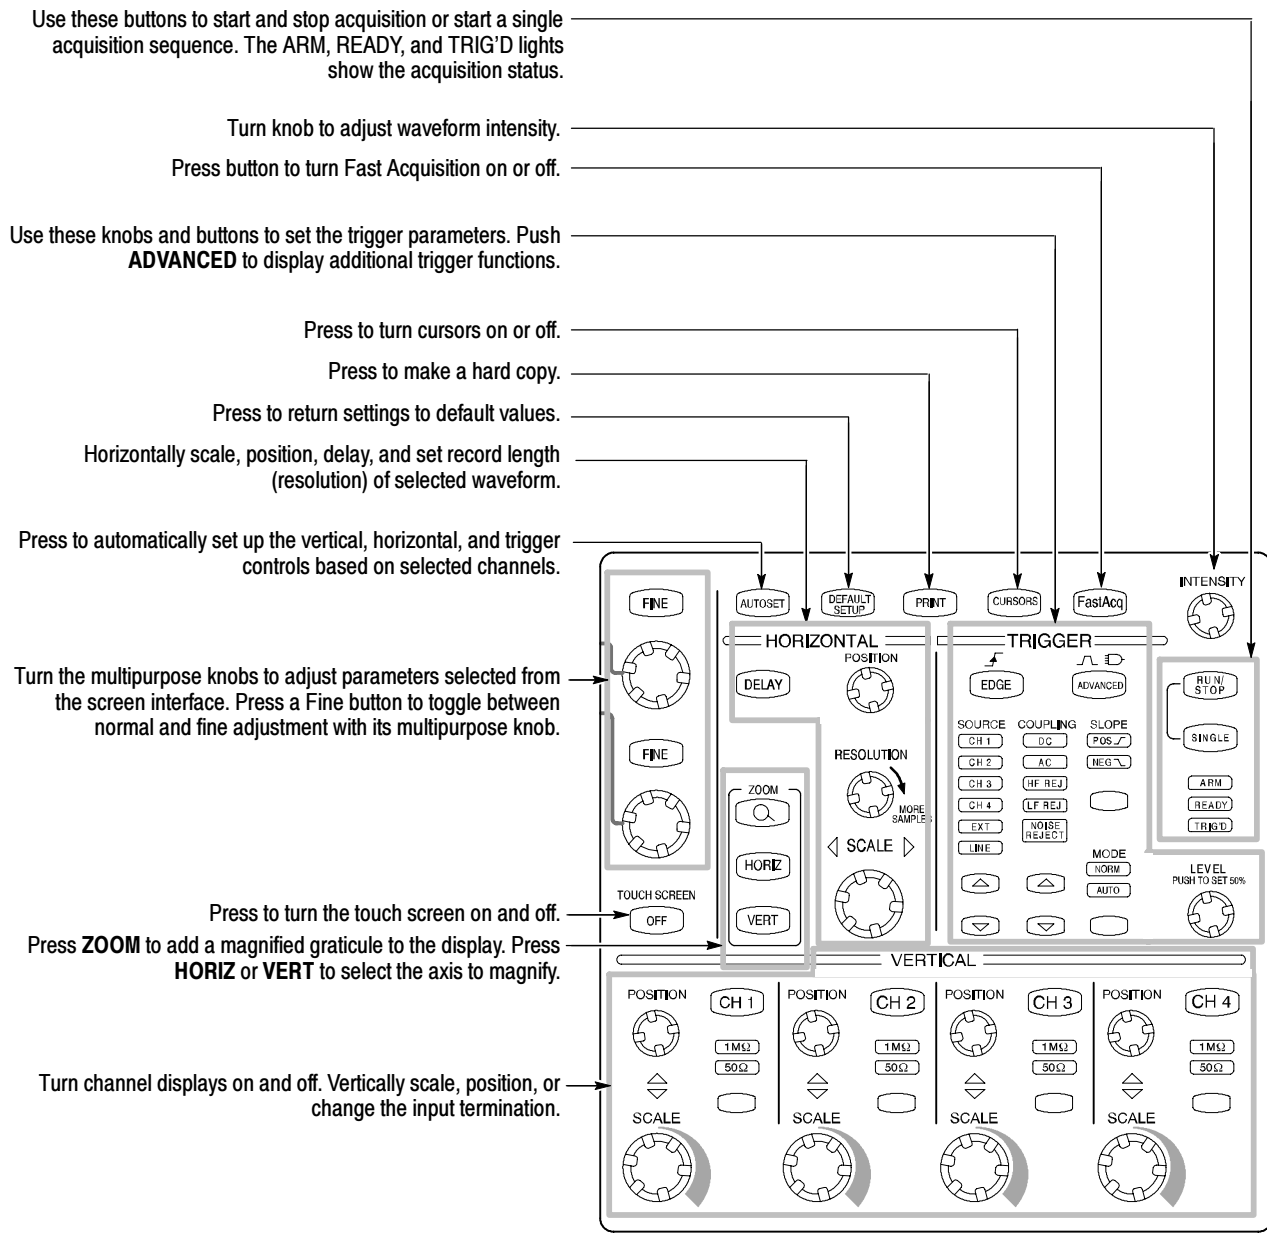 Use these buttons to start and stop acquisition or start a single
acquisition sequence. The ARM, READY, and TRIG’D lights
show the acquisition status.
Turn knob to adjust waveform intensity.
Press button to turn Fast Acquisition on or off.
Use these knobs and buttons to set the trigger parameters. Push
ADVANCED to display additional trigger functions.
Press to turn cursors on or off.
Press to make a hard copy.
Press to return settings to default values.
Horizontally scale, position, delay, and set record length
(resolution) of selected waveform.
Press to automatically set up the vertical, horizontal, and trigger
controls based on selected channels.
Turn the multipurpose knobs to adjust parameters selected from
the screen interface. Press a Fine button to toggle between
normal and fine adjustment with its multipurpose knob.
Press to turn the touch screen on and off.
Press ZOOM to add a magnified graticule to the display. Press
HORIZ or VERT to select the axis to magnify.
Turn channel displays on and off. Vertically scale, position, or
change the input termination.
FINE
FINE
TOUCH SCREEN
OFF
AUTOSET
DEFAULT
SETUP
PRINT
CURSORS
FastAcq
INTENSITY
HORIZONTAL
POSITION
DELAY
RESOLUTION
MORE
SAMPLES
SCALE
ZOOM
HORIZ
VERT
TRIGGER
EDGE
ADVANCED
SOURCE
CH 1
CH 2
CH 3
CH 4
EXT
LINE
COUPLING
DC
AC
HF REJ
LF REJ
NOISE
REJECT
SLOPE
POS
NEG
MODE
NORM
AUTO
RUN/
STOP
SINGLE
ARM
READY
TRIG'D
LEVEL
PUSH TO SET 50%
VERTICAL
POSITION
CH 1
1MΩ
50Ω
SCALE
POSITION
CH 2
1MΩ
50Ω
SCALE
POSITION
CH 3
1MΩ
50Ω
SCALE
POSITION
CH 4
1MΩ
50Ω
SCALE